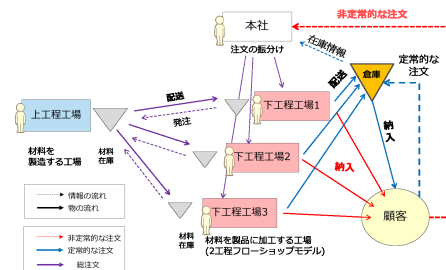 本社
非定常的な注文
注文の振分け
在庫情報
定常的な
注文
配送
倉庫
配送
上工程工場
発注
下工程工場1
納入
材料を
製造する工場
材料
在庫
下工程工場2
納入
情報の流れ
物の流れ
下工程工場3
顧客
材料
在庫
材料を製品に加工する工場
(2工程フローショップモデル)
非定常的な注文
定常的な注文
総注文